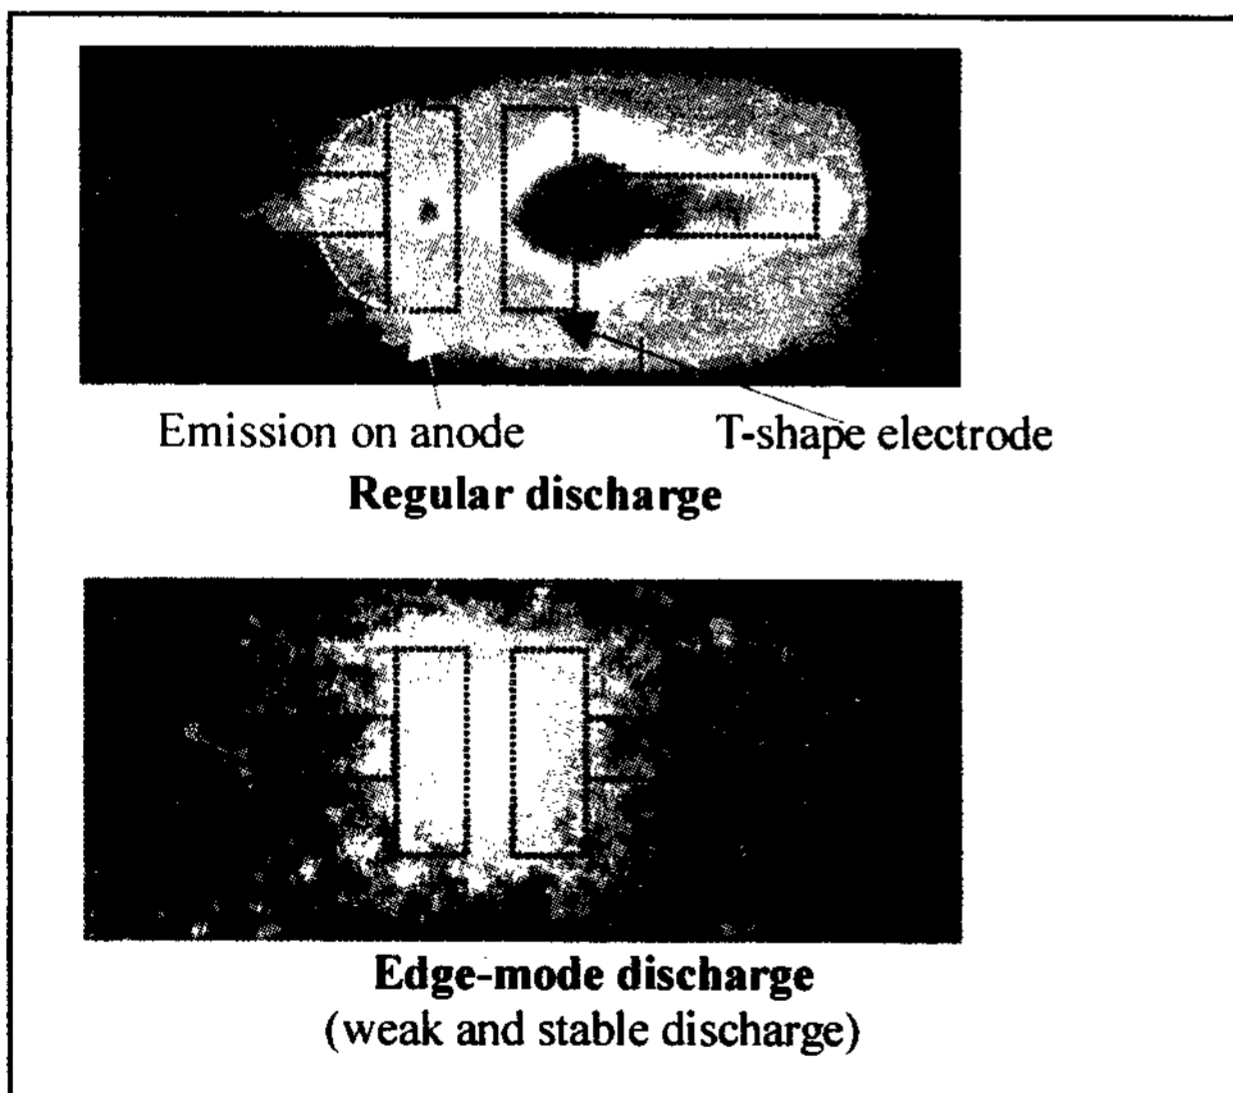 Emission on anode
T-shape electrode
Regular discharge
Edge-mode discharge
(weak and stable discharge)